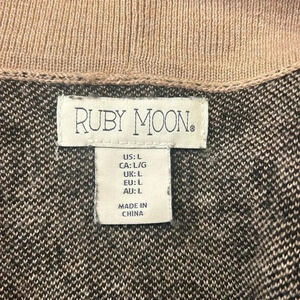 RUBY MOON®
US: L
CA: L/G
UK: L
EU: L
AU: L
MADE IN
CHINA